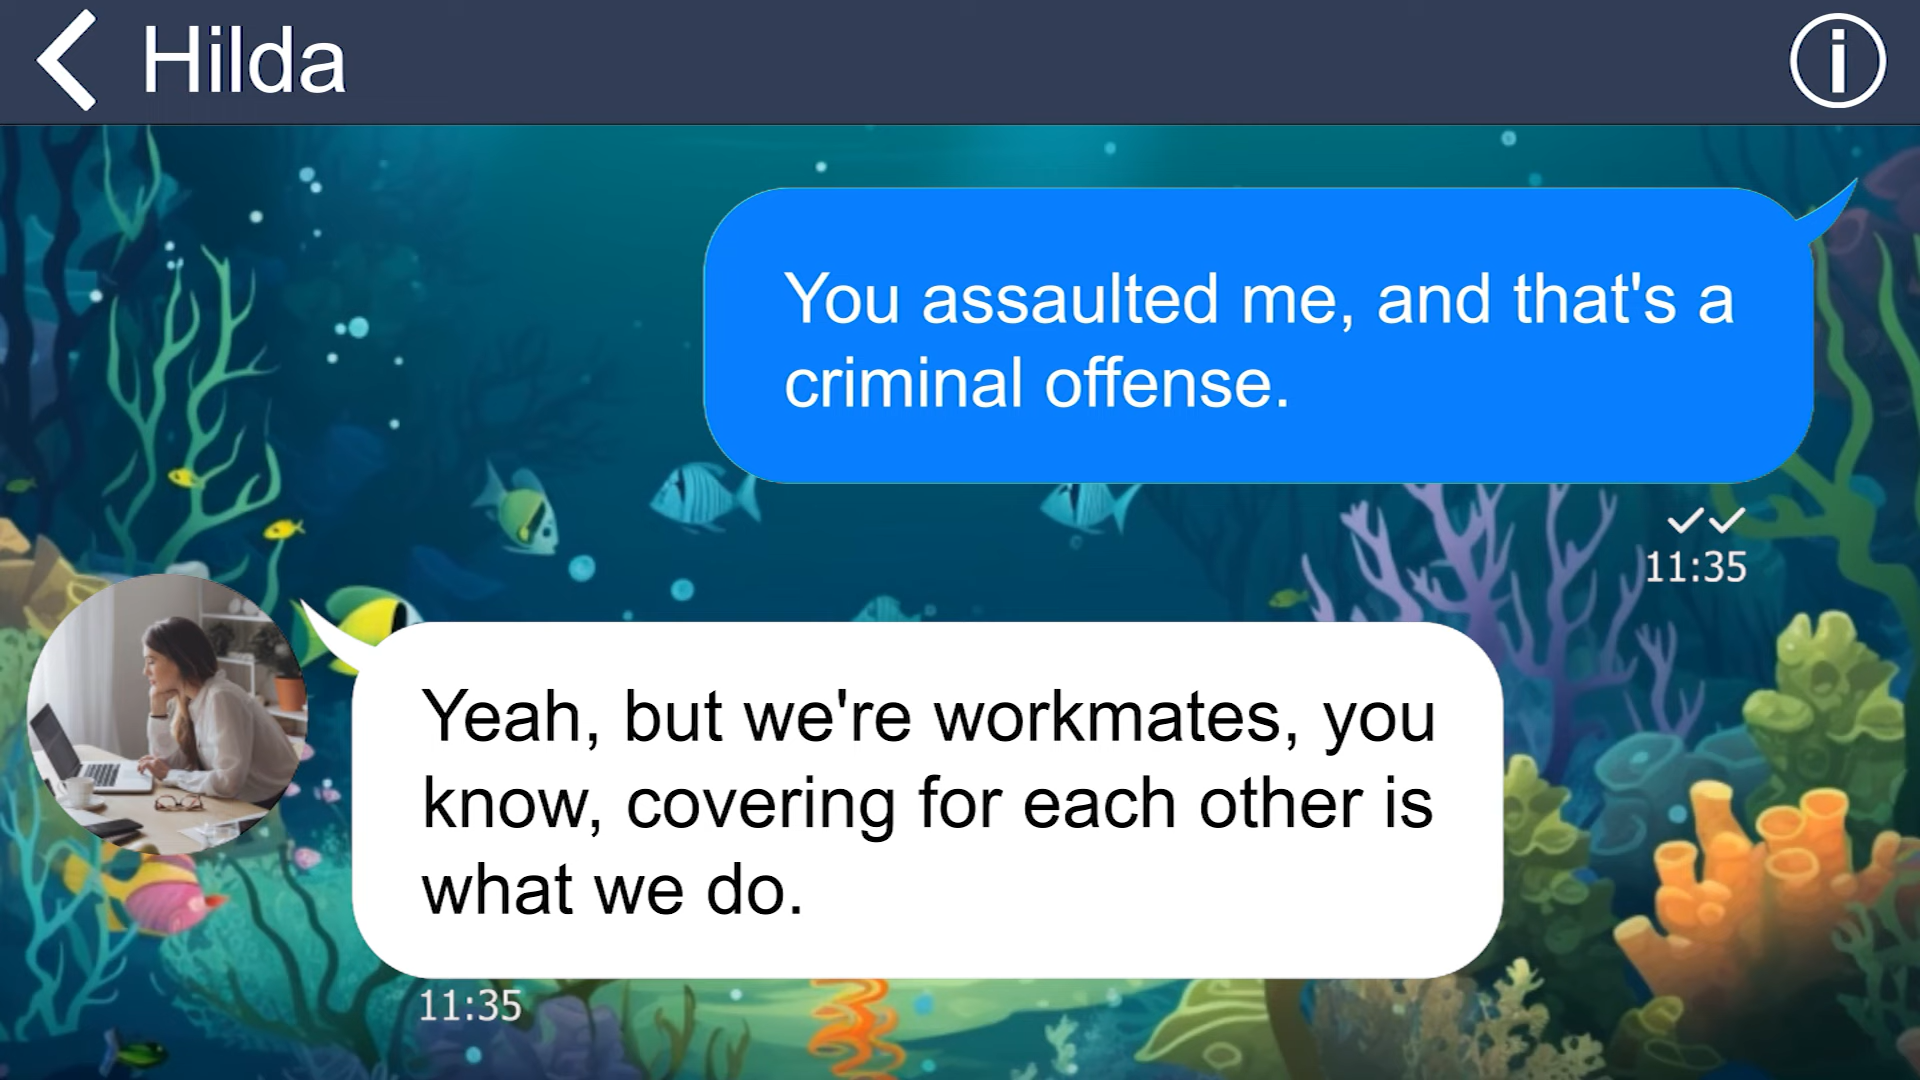 Hilda
You assaulted me, and that's a
criminal offense.
11:35
Yeah, but we're workmates, you
know, covering for each other is
what we do.
11:35